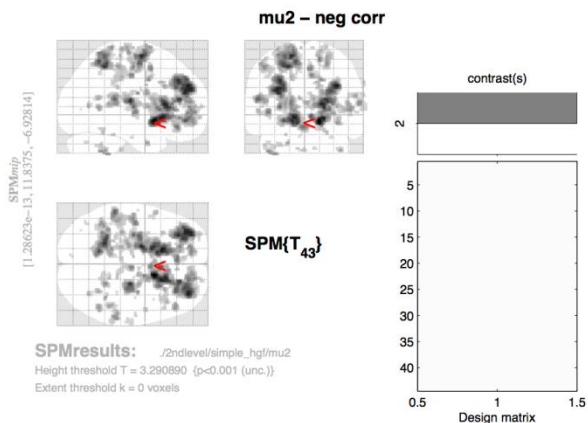 mu2 – neg corr
SPMmip
[1.28623e-13, 11.8375, -6.92814]
<
<
<
SPM{T43}
SPMresults: ./2ndlevel/simple_hgf/mu2
Height threshold T = 3.290890 {p<0.001 (unc.)}
Extent threshold k = 0 voxels
contrast(s)
2
5
10
15
20
25
30
35
40
0.5 1 1.5
Design matrix